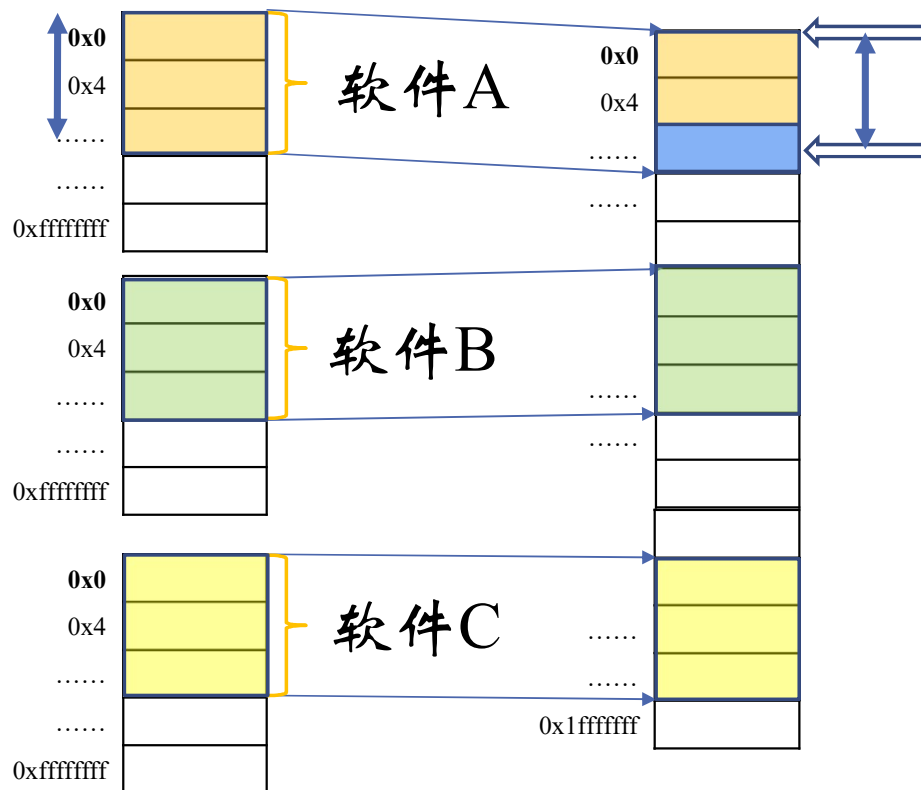 0x0
0x4
……
……
0xffffffff
软件A
0x0
0x4
……
……
0x0
0x4
……
……
0xffffffff
软件B
……
……
0x0
0x4
……
……
0xffffffff
软件C
……
……
0x1fffffff